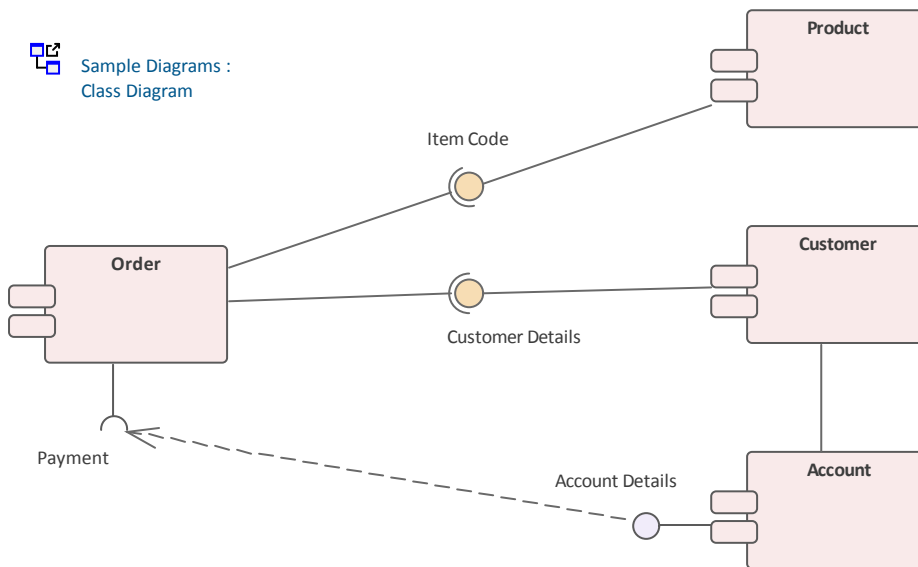 Product
Sample Diagrams :
Class Diagram
Item Code
Customer
Order
Customer Details
Payment
Account
Account Details